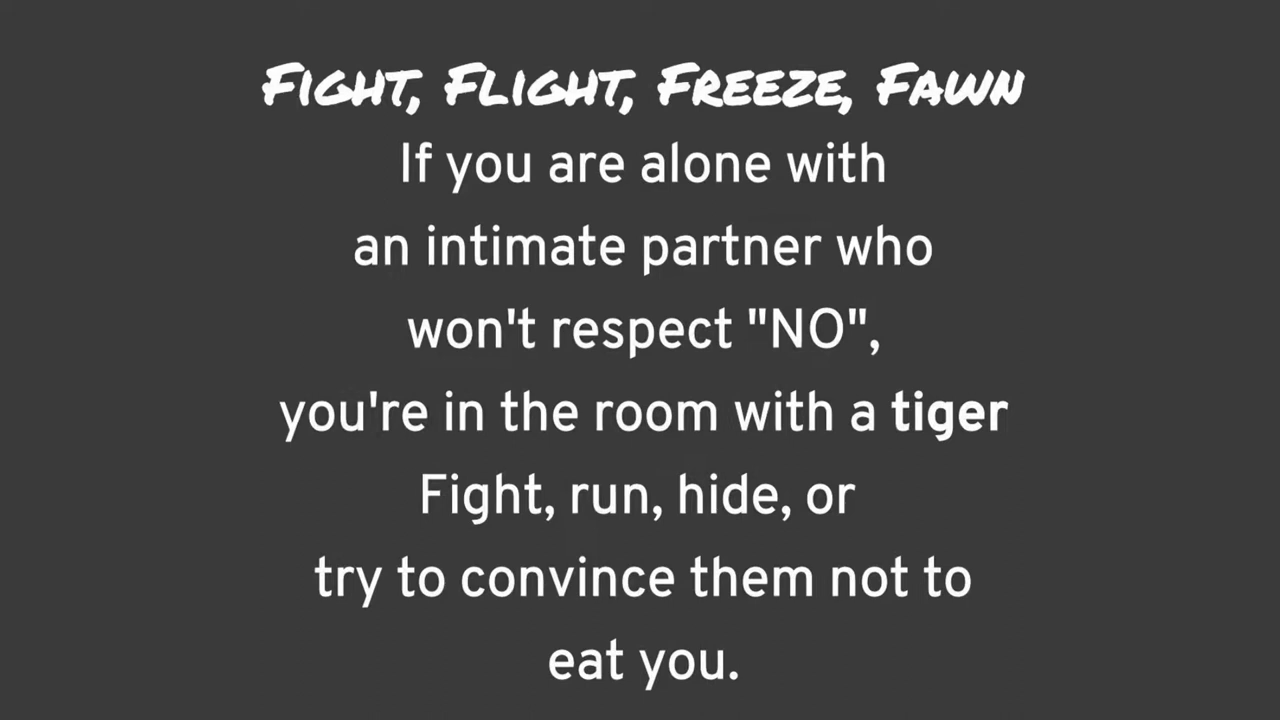 Fight, Flight, Freeze, Fawn
If you are alone with
an intimate partner who
won't respect "NO",
you're in the room with a tiger
Fight, run, hide, or
try to convince them not to
eat you.